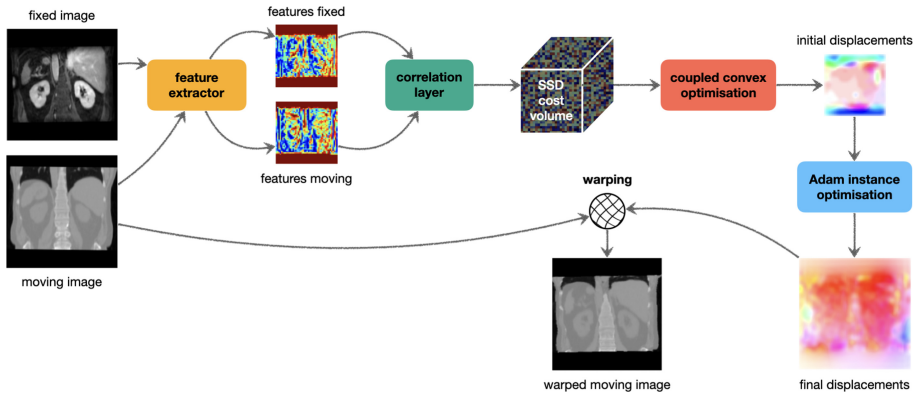 fixed image
features fixed
feature
extractor
features moving
moving image
correlation
layer
SSD
cost
volume
coupled convex
optimisation
initial displacements
Adam instance
optimisation
final displacements
warping
warped moving image